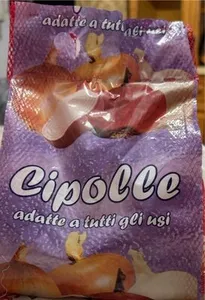 adatte a tutti
gli usi
Cipolle
adatte a tutti gli usi